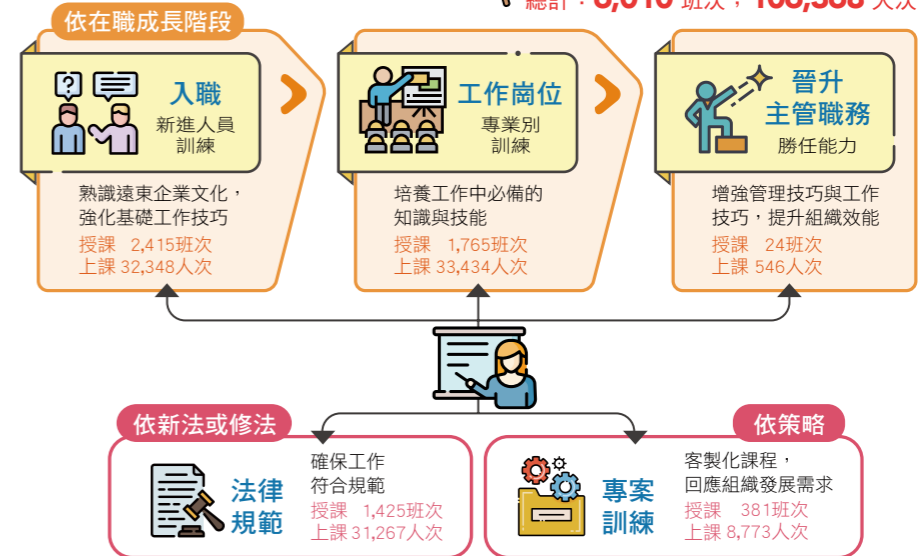 總計：6,010 班次，106,368 人次
依在職成長階段
入職
新進人員
訓練
熟識遠東企業文化，
強化基礎工作技巧
授課 2,415班次
上課 32,348人次
工作崗位
專業別
訓練
培養工作中必備的
知識與技能
授課 1,765班次
上課 33,434人次
晉升
主管職務
勝任能力
增強管理技巧與工作
技巧，提升組織效能
授課 24班次
上課 546人次
依新法或修法
法律
規範
確保工作
符合規範
授課 1,425班次
上課 31,267人次
依策略
專案
訓練
客製化課程，
回應組織發展需求
授課 381班次
上課 8,773人次